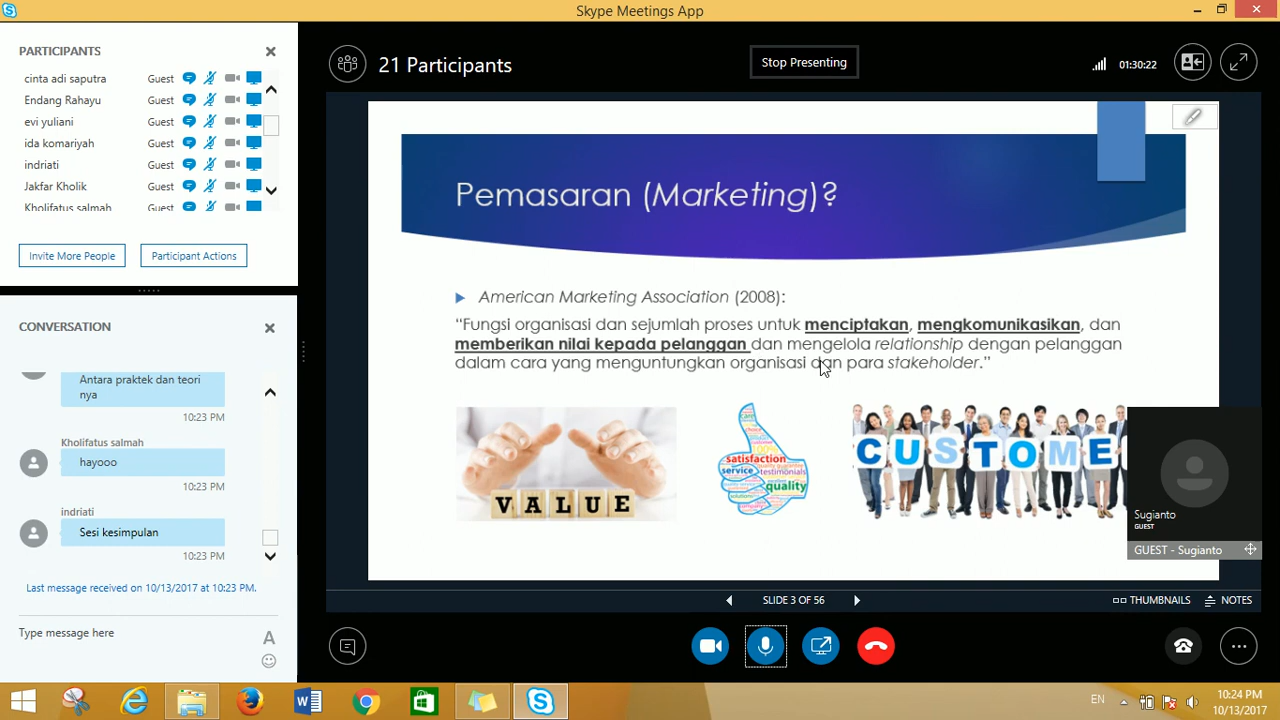 Skype Meetings App
PARTICIPANTS
cinta adi saputra Guest
Endang Rahayu Guest
evi yuliani Guest
ida komariyah Guest
indriati Guest
Jakfar Kholik Guest
Kholifatus salmah Guest
Invite More People
Participant Actions
CONVERSATION
Antara praktek dan teori
nya
10:23 PM
Kholifatus salmah
hayooo
10:23 PM
indriati
Sesi kesimpulan
10:23 PM
Last message received on 10/13/2017 at 10:23 PM.
Type message here
A
21 Participants
Stop Presenting
01:30:22
Pemasaran (Marketing)?
American Marketing Association (2008):
“Fungsi organisasi dan sejumlah proses untuk menciptakan, mengkomunikasikan, dan
memberikan nilai kepada pelanggan dan mengelola relationship dengan pelanggan
dalam cara yang menguntungkan organisasi dan para stakeholder.”
VALUE
care
100%
satisfaction
service
testimonials
quality
solutions
CUSTOME
Sugianto
GUEST
GUEST - Sugianto
SLIDE 3 OF 56
THUMBNAILS
NOTES
EN
10:24 PM
10/13/2017